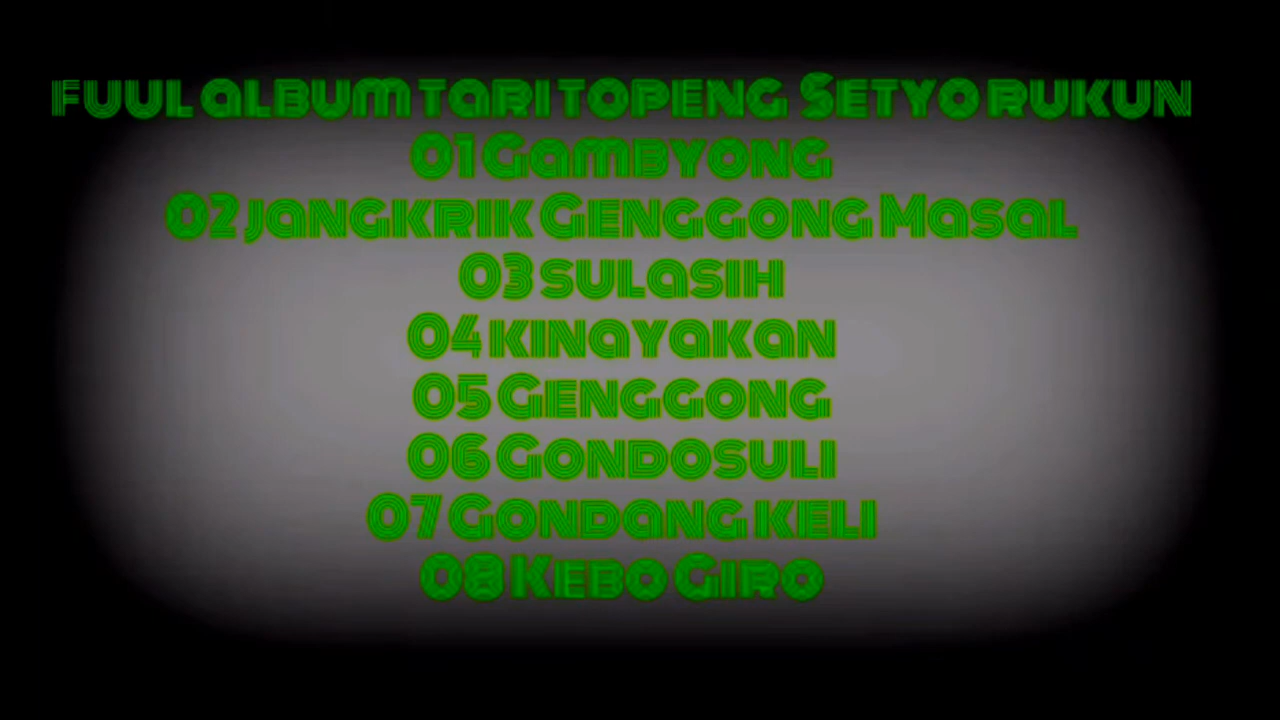 FUUL aLBUM TaRI TOPENG SETYO RUKUN
01 GaMBYONG
02 JaNGKRIK GENGGONG MaSaL
03 SULaSIH
04 KINaYaKAN
05 GENGGONG
06 GONDOSULI
07 GONDaNG KELI
08 KEBO GIRO